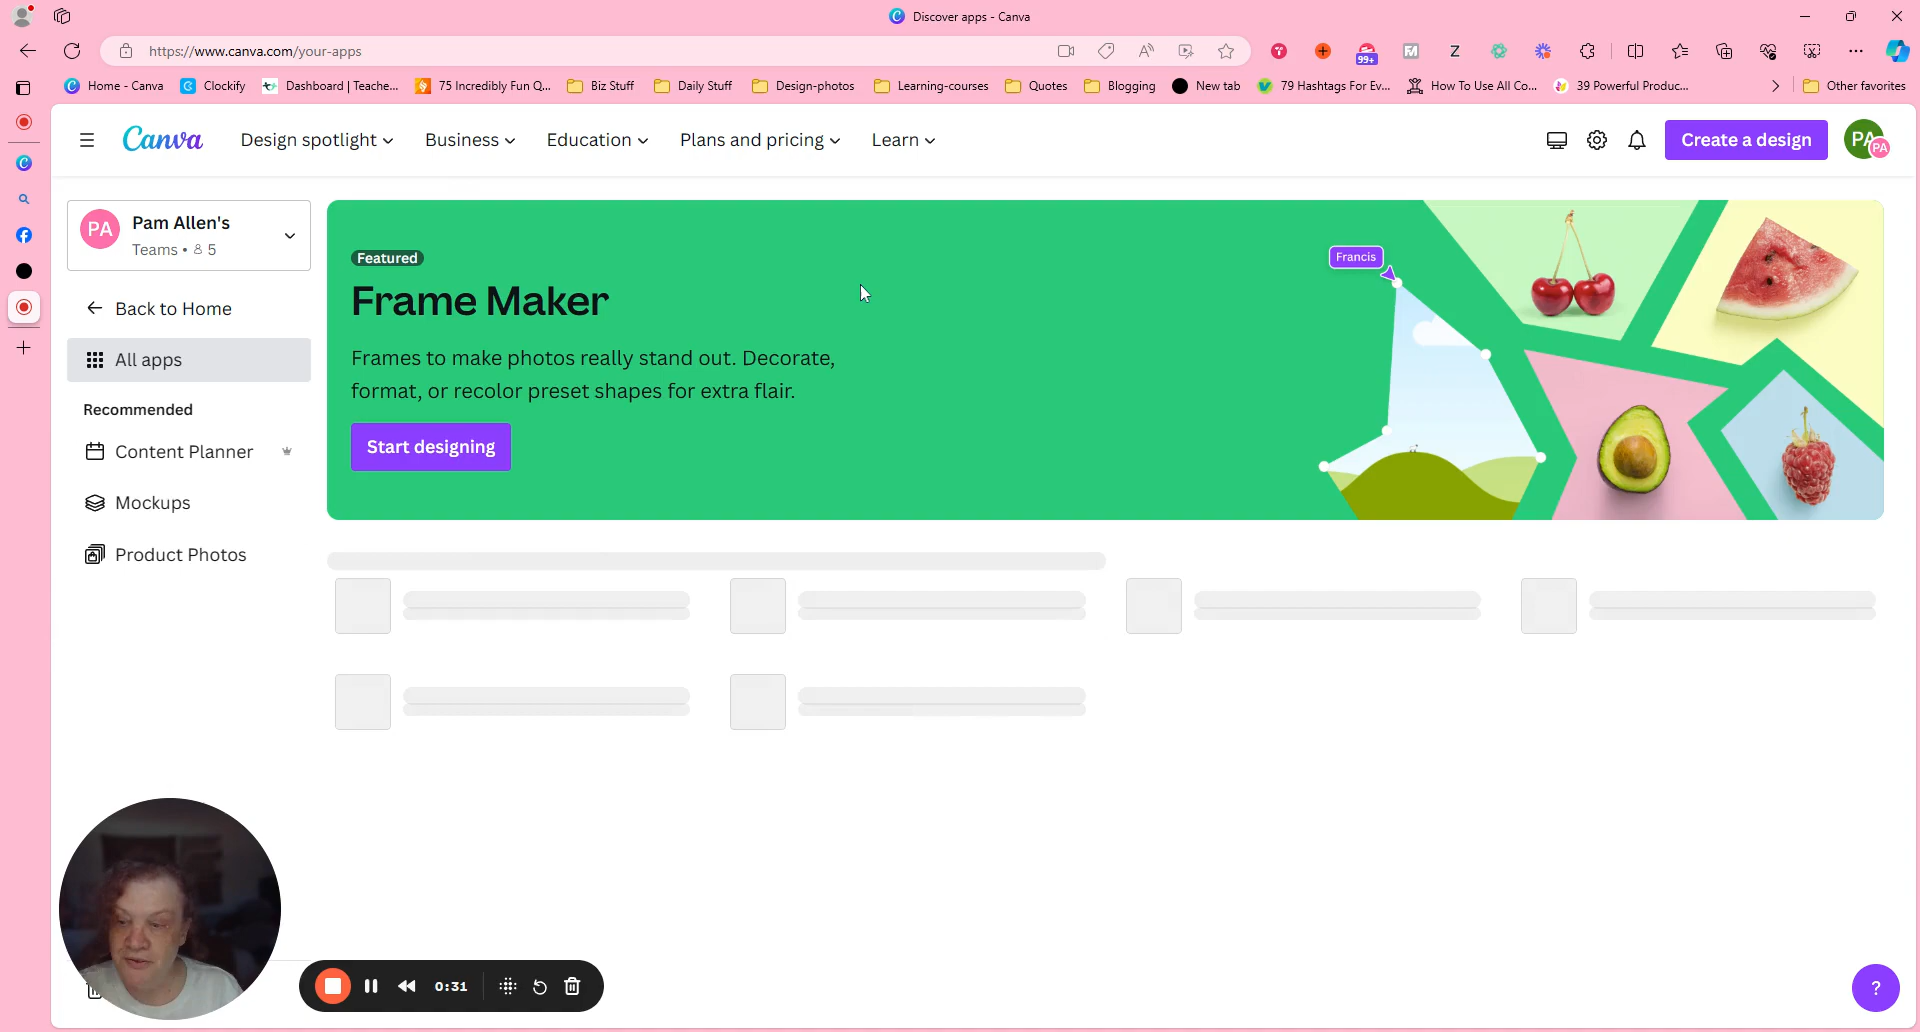 Discover apps - Canva
https://www.canva.com/your-apps
99+
Home - Canva
Clockify
Dashboard | Teache...
75 Incredibly Fun Q...
Biz Stuff
Daily Stuff
Design-photos
Learning-courses
Quotes
Blogging
New tab
79 Hashtags For Ev...
How To Use All Co...
39 Powerful Produc...
Other favorites
Canva
Design spotlight
Business
Education
Plans and pricing
Learn
Create a design
PA
PA
PA
Pam Allen's
Teams • 5
Back to Home
All apps
Recommended
Content Planner
Mockups
Product Photos
Featured
Frame Maker
Frames to make photos really stand out. Decorate,
format, or recolor preset shapes for extra flair.
Start designing
Francis
0:31
?